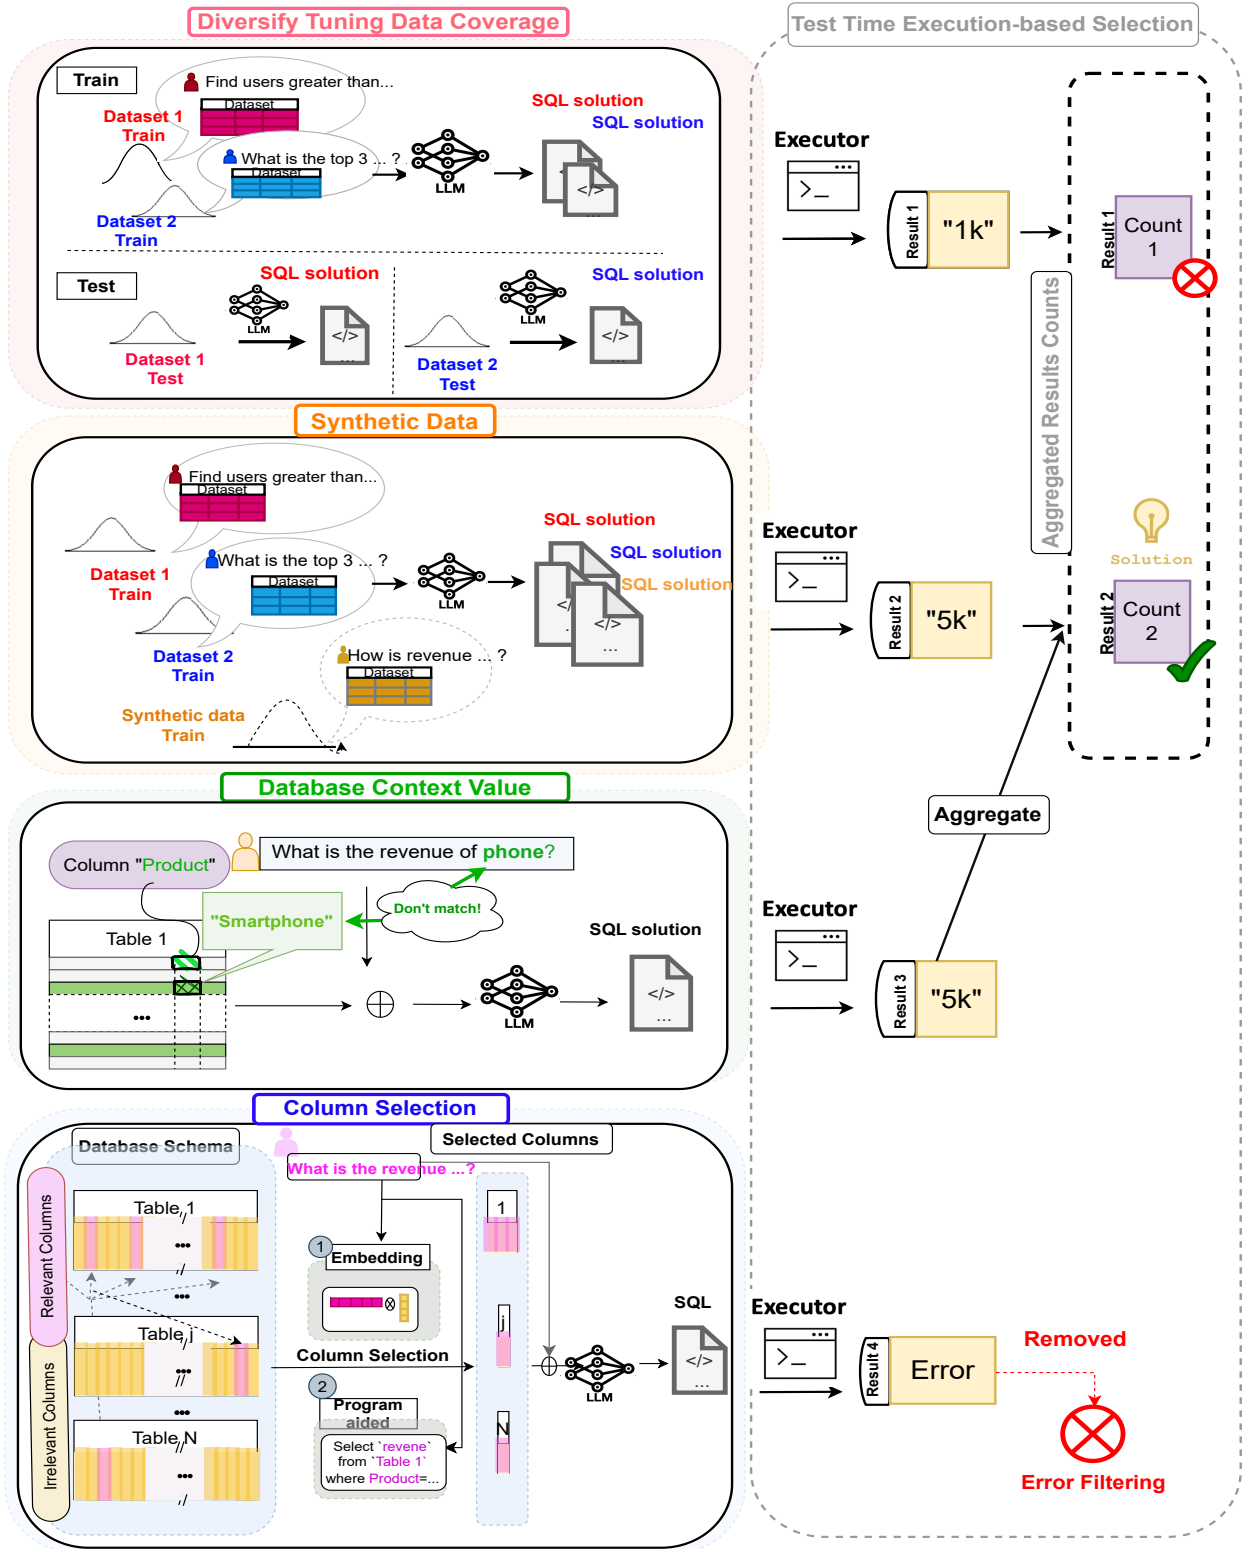 Diversify Tuning Data Coverage
Train
Find users greater than...
Dataset
Dataset 1
Train
What is the top 3 ... ?
Dataset
Dataset 2
Train
LLM
SQL solution
SQL solution
</>
...
Test
Dataset 1
Test
LLM
SQL solution
</>
...
Dataset 2
Test
LLM
SQL solution
</>
...
Synthetic Data
Find users greater than...
Dataset
Dataset 1
Train
What is the top 3 ... ?
Dataset
Dataset 2
Train
How is revenue ... ?
Dataset
Synthetic data
Train
LLM
SQL solution
SQL solution
SQL solution
</>
</>
...
Database Context Value
Column "Product"
What is the revenue of phone?
"Smartphone"
Don't match!
Table 1
...
LLM
SQL solution
</>
...
Column Selection
Database Schema
Relevant Columns
Irrelevant Columns
Table 1
//
...
//
...
Table j
//
...
//
...
Table N
//
...
//
What is the revenue ...?
1
Embedding
Column Selection
2
Program
aided
Select `revene`
from `Table 1`
where Product=...
Selected Columns
1
j
N
LLM
SQL
</>
...
Test Time Execution-based Selection
Executor
>_
Result 1
"1k"
Executor
>_
Result 2
"5k"
Executor
>_
Result 3
"5k"
Aggregate
Executor
>_
Result 4
Error
Removed
Error Filtering
Aggregated Results Counts
Result 1
Count
1
Solution
Result 2
Count
2